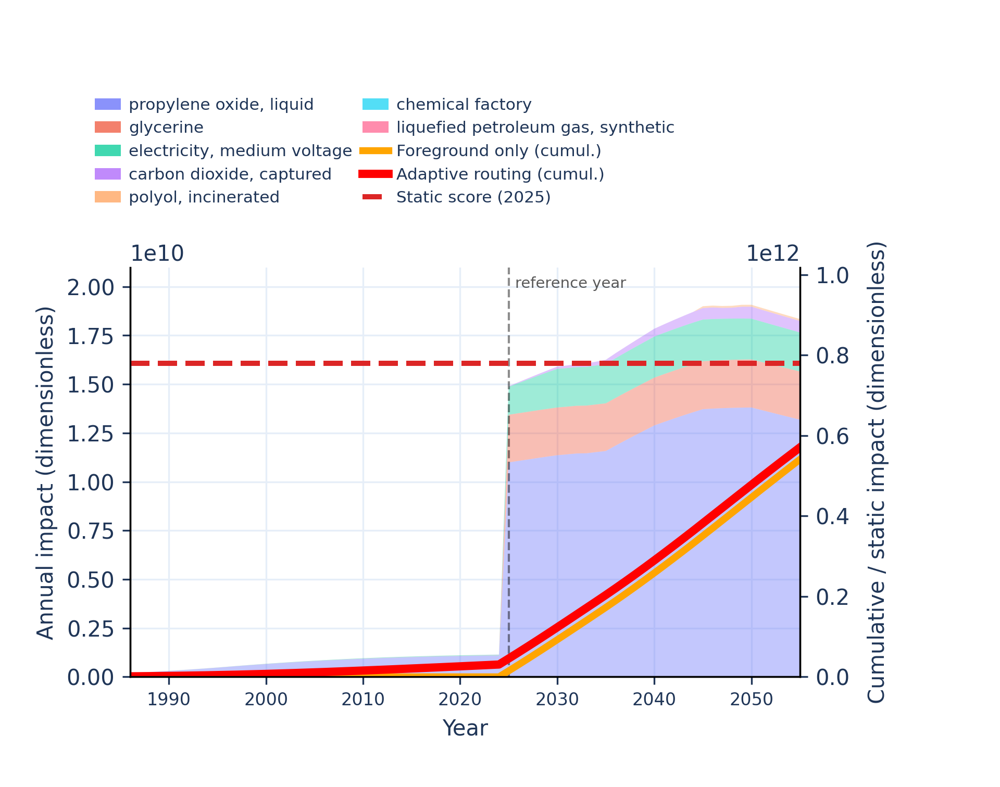 propylene oxide, liquid
glycerine
electricity, medium voltage
carbon dioxide, captured
polyol, incinerated
chemical factory
liquefied petroleum gas, synthetic
Foreground only (cumul.)
Adaptive routing (cumul.)
Static score (2025)
1e10
1e12
reference year
2.00
1.75
1.50
1.25
1.00
0.75
0.50
0.25
0.00
Annual impact (dimensionless)
1.0
0.8
0.6
0.4
0.2
0.0
Cumulative / static impact (dimensionless)
1990
2000
2010
2020
2030
2040
2050
Year